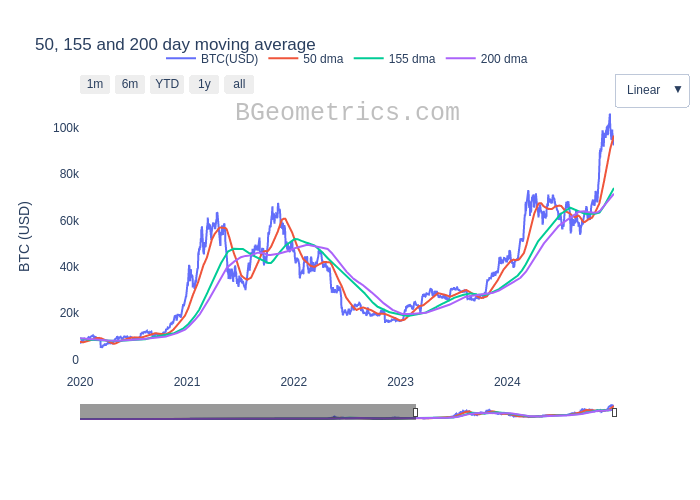 50, 155 and 200 day moving average
BTC(USD) 50 dma 155 dma 200 dma
1m 6m YTD 1y all
Linear ▼
BGeometrics.com
100k
80k
60k
40k
20k
0
BTC (USD)
2020 2021 2022 2023 2024